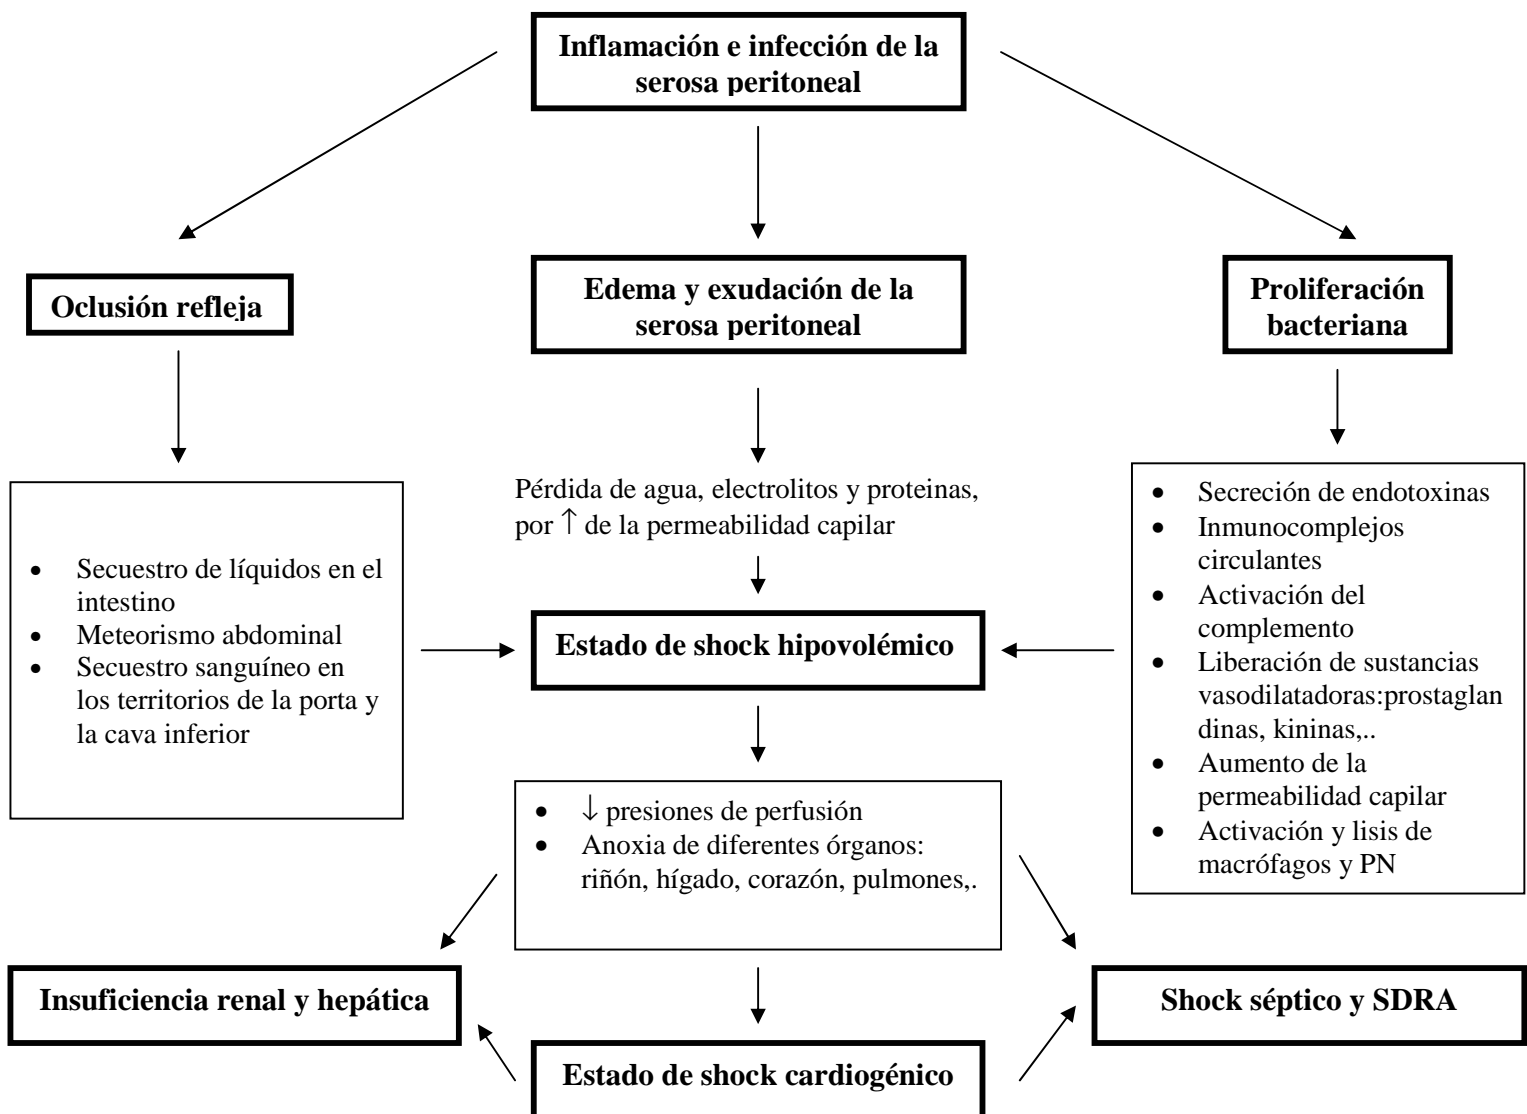 Inflamación e infección de la
serosa peritoneal
Oclusión refleja
Edema y exudación de la
serosa peritoneal
Proliferación
bacteriana
Pérdida de agua, electrolitos y proteinas,
por ↑ de la permeabilidad capilar
• Secuestro de líquidos en el
intestino
• Meteorismo abdominal
• Secuestro sanguíneo en
los territorios de la porta y
la cava inferior
Estado de shock hipovolémico
• Secreción de endotoxinas
• Inmunocomplejos
circulantes
• Activación del
complemento
• Liberación de sustancias
vasodilatadoras:prostaglan
dinas, kininas,..
• Aumento de la
permeabilidad capilar
• Activación y lisis de
macrófagos y PN
• ↓ presiones de perfusión
• Anoxia de diferentes órganos:
riñón, hígado, corazón, pulmones,.
Insuficiencia renal y hepática
Estado de shock cardiogénico
Shock séptico y SDRA